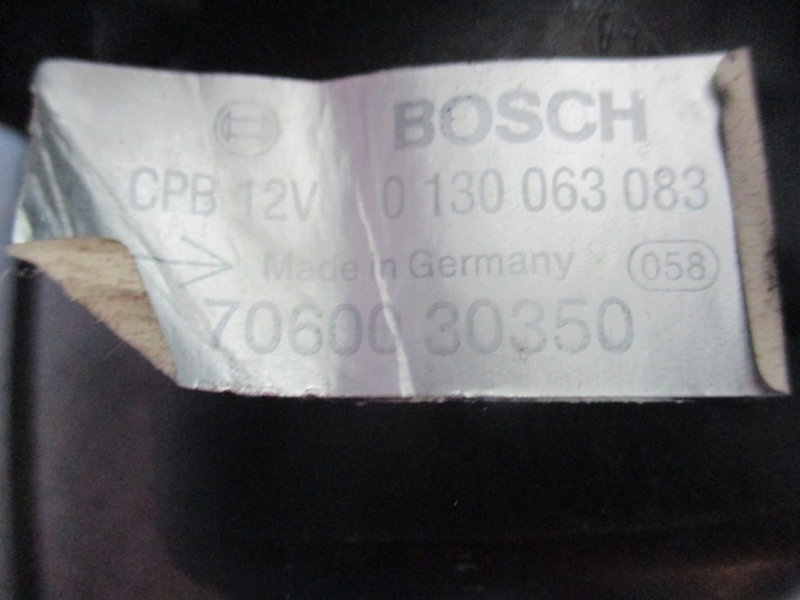 BOSCH
CPB 12V 0 130 063 083
Made in Germany 058
70600 30350